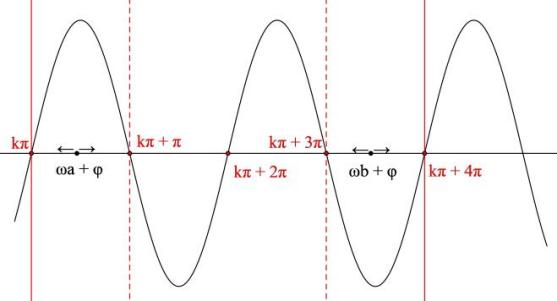 kπ
← →
ωa + φ
kπ + π
kπ + 2π
kπ + 3π
← →
ωb + φ
kπ + 4π